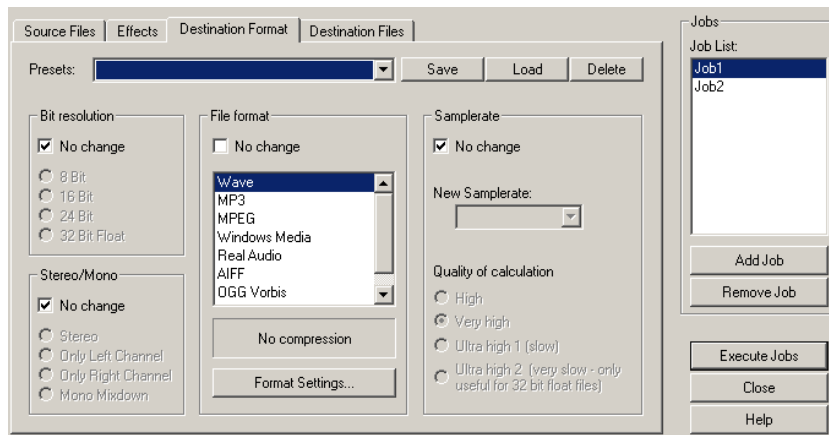 Source Files
Effects
Destination Format
Destination Files
Presets:
Save
Load
Delete
Bit resolution
No change
8 Bit
16 Bit
24 Bit
32 Bit Float
Stereo/Mono
No change
Stereo
Only Left Channel
Only Right Channel
Mono Mixdown
File format
No change
Wave
MP3
MPEG
Windows Media
Real Audio
AIFF
OGG Vorbis
No compression
Format Settings...
Samplerate
No change
New Samplerate:
Quality of calculation
High
Very high
Ultra high 1 (slow)
Ultra high 2 (very slow - only
useful for 32 bit float files)
Jobs
Job List:
Job1
Job2
Add Job
Remove Job
Execute Jobs
Close
Help